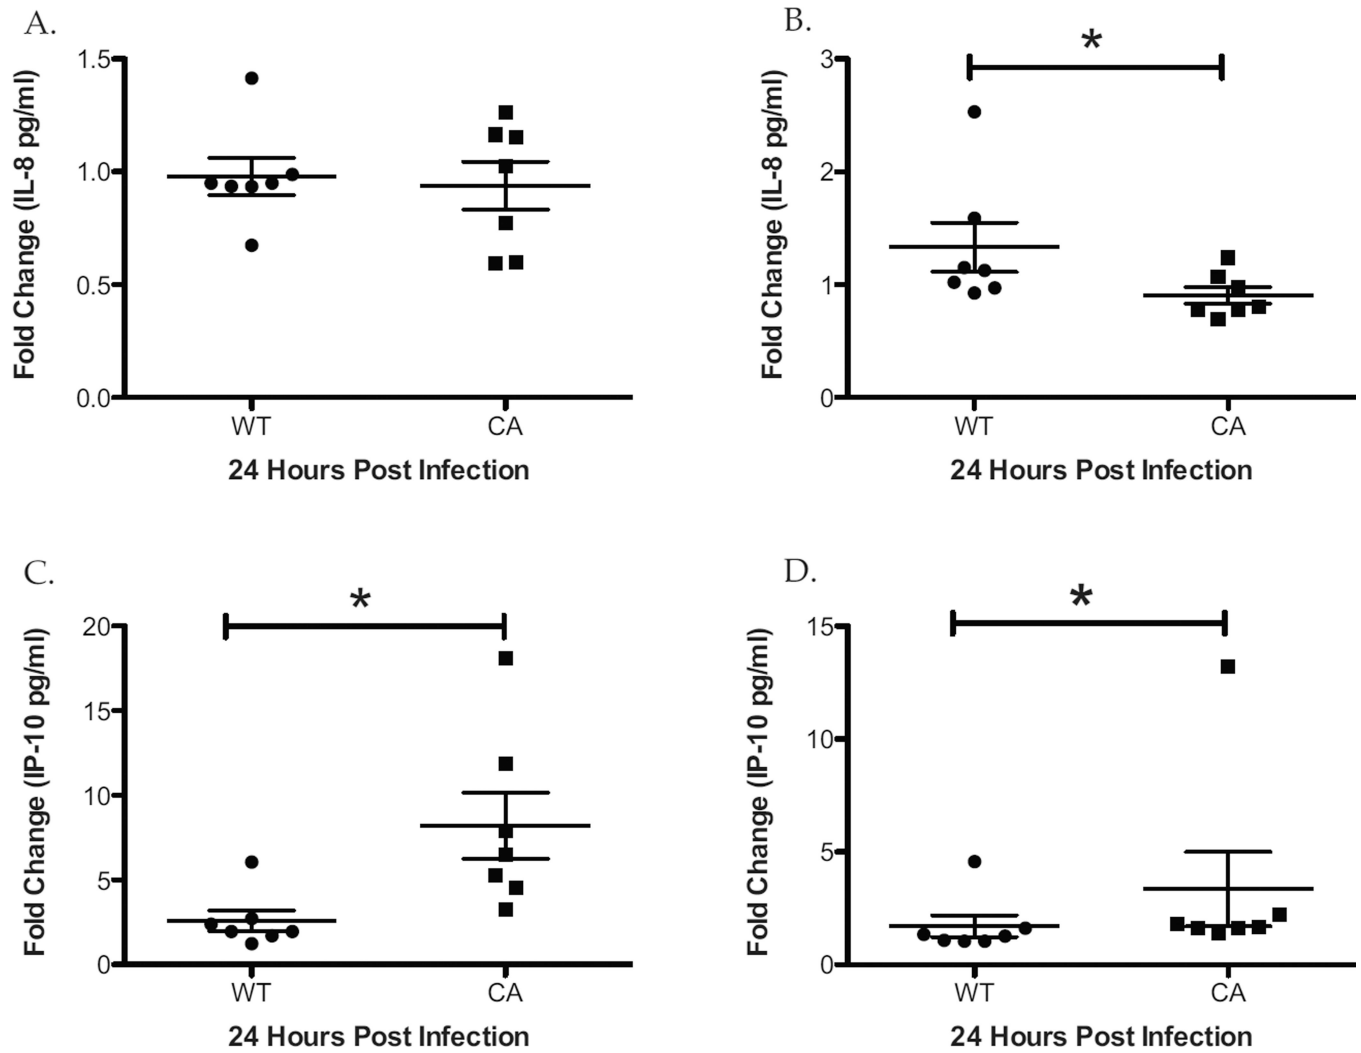 A.
Fold Change (IL-8 pg/ml)
1.5
1.0
0.5
0.0
WT
CA
24 Hours Post Infection
B.
*
Fold Change (IL-8 pg/ml)
3
2
1
0
WT
CA
24 Hours Post Infection
C.
*
Fold Change (IP-10 pg/ml)
20
15
10
5
0
WT
CA
24 Hours Post Infection
D.
*
Fold Change (IP-10 pg/ml)
15
10
5
0
WT
CA
24 Hours Post Infection